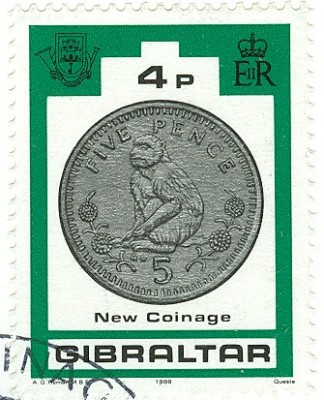 4p
EIIR
FIVE PENCE
5
New Coinage
GIBRALTAR
1988
Questa